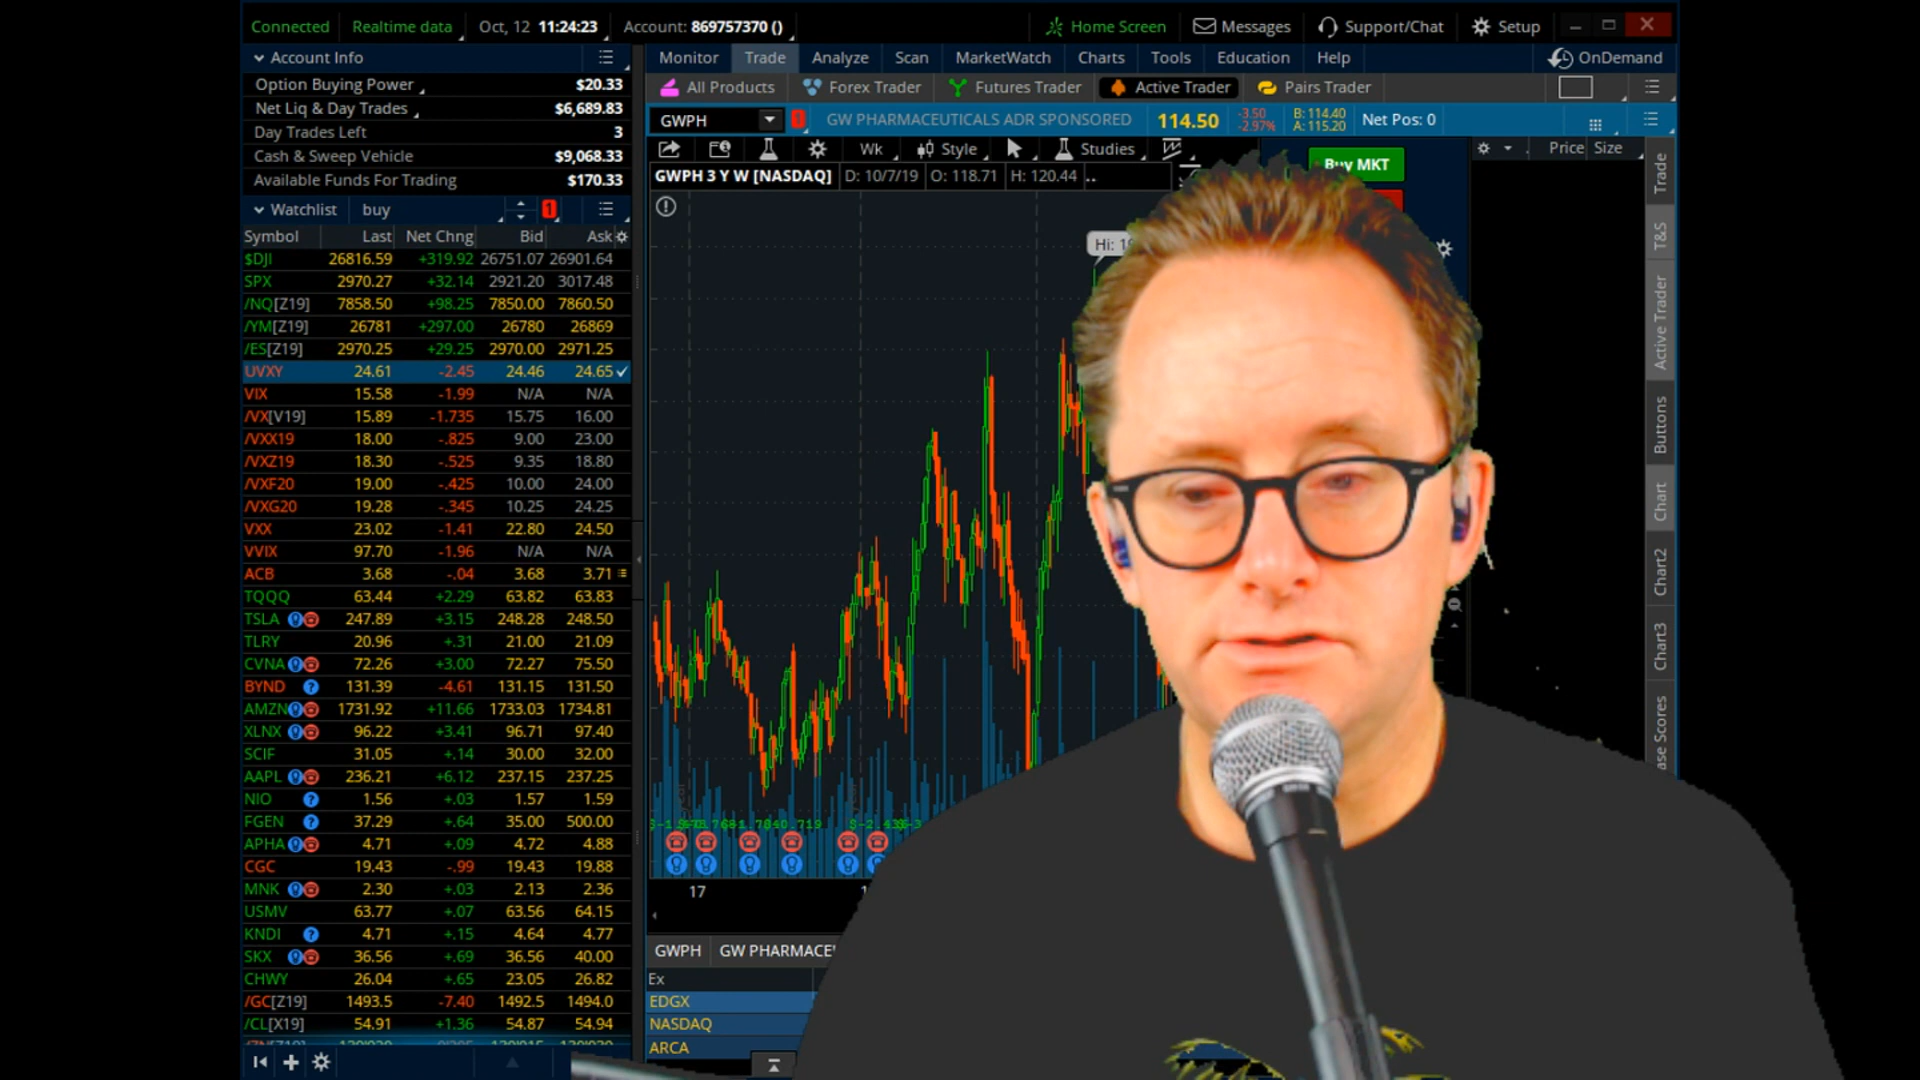 Connected Realtime data Oct, 12 11:24:23 Account: 869757370 () Home Screen Messages Support/Chat Setup
Account Info
Option Buying Power $20.33
Net Liq & Day Trades $6,689.83
Day Trades Left 3
Cash & Sweep Vehicle $9,068.33
Available Funds For Trading $170.33
Watchlist buy 1
Symbol Last Net Chng Bid Ask
$DJI 26816.59 +319.92 26751.07 26901.64
SPX 2970.27 +32.14 2921.20 3017.48
/NQ[Z19] 7858.50 +98.25 7850.00 7860.50
/YM[Z19] 26781 +297.00 26780 26869
/ES[Z19] 2970.25 +29.25 2970.00 2971.25
UVXY 24.61 -2.45 24.46 24.65
VIX 15.58 -1.99 N/A N/A
/VX[V19] 15.89 -1.735 15.75 16.00
/VXX19 18.00 -.825 9.00 23.00
/VXZ19 18.30 -.525 9.35 18.80
/VXF20 19.00 -.425 10.00 24.00
/VXG20 19.28 -.345 10.25 24.25
VXX 23.02 -1.41 22.80 24.50
VVIX 97.70 -1.96 N/A N/A
ACB 3.68 -.04 3.68 3.71
TQQQ 63.44 +2.29 63.82 63.83
TSLA 247.89 +3.15 248.28 248.50
TLRY 20.96 +.31 21.00 21.09
CVNA 72.26 +3.00 72.27 75.50
BYND 131.39 -4.61 131.15 131.50
AMZN 1731.92 +11.66 1733.03 1734.81
XLNX 96.22 +3.41 96.71 97.40
SCIF 31.05 +.14 30.00 32.00
AAPL 236.21 +6.12 237.15 237.25
NIO 1.56 +.03 1.57 1.59
FGEN 37.29 +.64 35.00 500.00
APHA 4.71 +.09 4.72 4.88
CGC 19.43 -.99 19.43 19.88
MNK 2.30 +.03 2.13 2.36
USMV 63.77 +.07 63.56 64.15
KNDI 4.71 +.15 4.64 4.77
SKX 36.56 +.69 36.56 40.00
CHWY 26.04 +.65 23.05 26.82
/GC[Z19] 1493.5 -7.40 1492.5 1494.0
/CL[X19] 54.91 +1.36 54.87 54.94
Monitor Trade Analyze Scan MarketWatch Charts Tools Education Help OnDemand
All Products Forex Trader Futures Trader Active Trader Pairs Trader
GWPH 1 GW PHARMACEUTICALS ADR SPONSORED 114.50 -3.50 -2.97% B: 114.40 A: 115.20 Net Pos: 0
Wk Style Studies
GWPH 3 Y W [NASDAQ] D: 10/7/19 O: 118.71 H: 120.44 ..
Buy MKT
Price Size
Hi:
17
GWPH
Ex
EDGX
NASDAQ
ARCA
Trade
T&S
Active Trader
Buttons
Chart
Chart2
Chart3